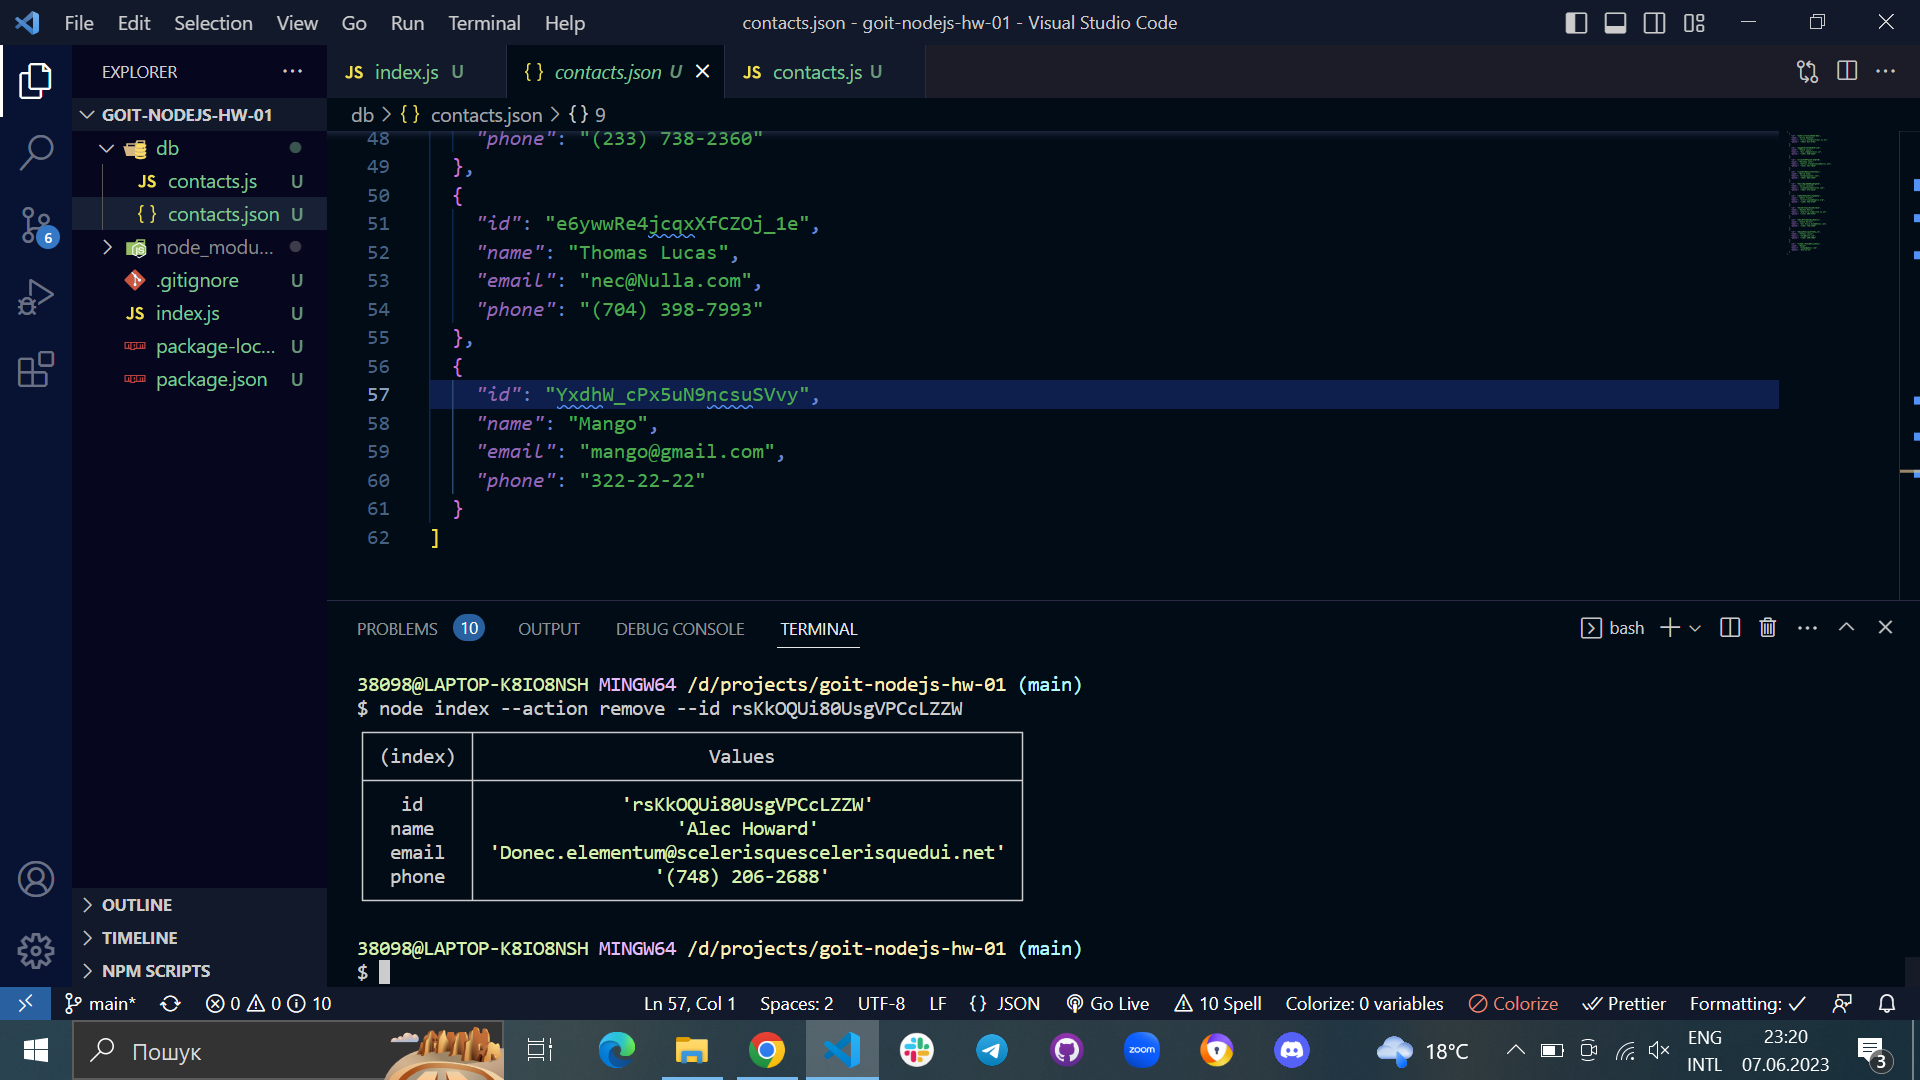 File Edit Selection View Go Run Terminal Help
contacts.json - goit-nodejs-hw-01 - Visual Studio Code
EXPLORER
GOIT-NODEJS-HW-01
db
JS contacts.js U
{ } contacts.json U
node_modu...
.gitignore U
JS index.js U
package-loc... U
package.json U
OUTLINE
TIMELINE
NPM SCRIPTS
6
JS index.js U
{ } contacts.json U
JS contacts.js U
db > { } contacts.json > { } 9
48 "phone": "(233) 738-2360"
49 },
50 {
51 "id": "e6ywwRe4jcqxXfCZOj_1e",
52 "name": "Thomas Lucas",
53 "email": "nec@Nulla.com",
54 "phone": "(704) 398-7993"
55 },
56 {
57 "id": "YxdhW_cPx5uN9ncsuSVvy",
58 "name": "Mango",
59 "email": "mango@gmail.com",
60 "phone": "322-22-22"
61 }
62 ]
PROBLEMS 10 OUTPUT DEBUG CONSOLE TERMINAL
bash
38098@LAPTOP-K8IO8NSH MINGW64 /d/projects/goit-nodejs-hw-01 (main)
$ node index --action remove --id rsKkOQUi80UsgVPCcLZZW
(index) Values
id 'rsKkOQUi80UsgVPCcLZZW'
name 'Alec Howard'
email 'Donec.elementum@scelerisquescelerisquedui.net'
phone '(748) 206-2688'
38098@LAPTOP-K8IO8NSH MINGW64 /d/projects/goit-nodejs-hw-01 (main)
$
main* 0 0 10
Ln 57, Col 1 Spaces: 2 UTF-8 LF { } JSON Go Live 10 Spell Colorize: 0 variables Colorize Prettier Formatting:
Пошук
zoom
18°C
ENG
INTL
23:20
07.06.2023
3